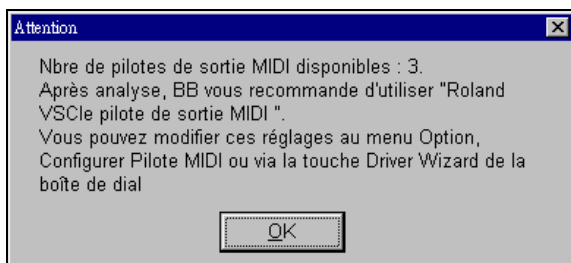 Attention
Nbre de pilotes de sortie MIDI disponibles : 3.
Après analyse, BB vous recommande d'utiliser "Roland
VSCIe pilote de sortie MIDI ".
Vous pouvez modifier ces réglages au menu Option,
Configurer Pilote MIDI ou via la touche Driver Wizard de la
boîte de dial
OK